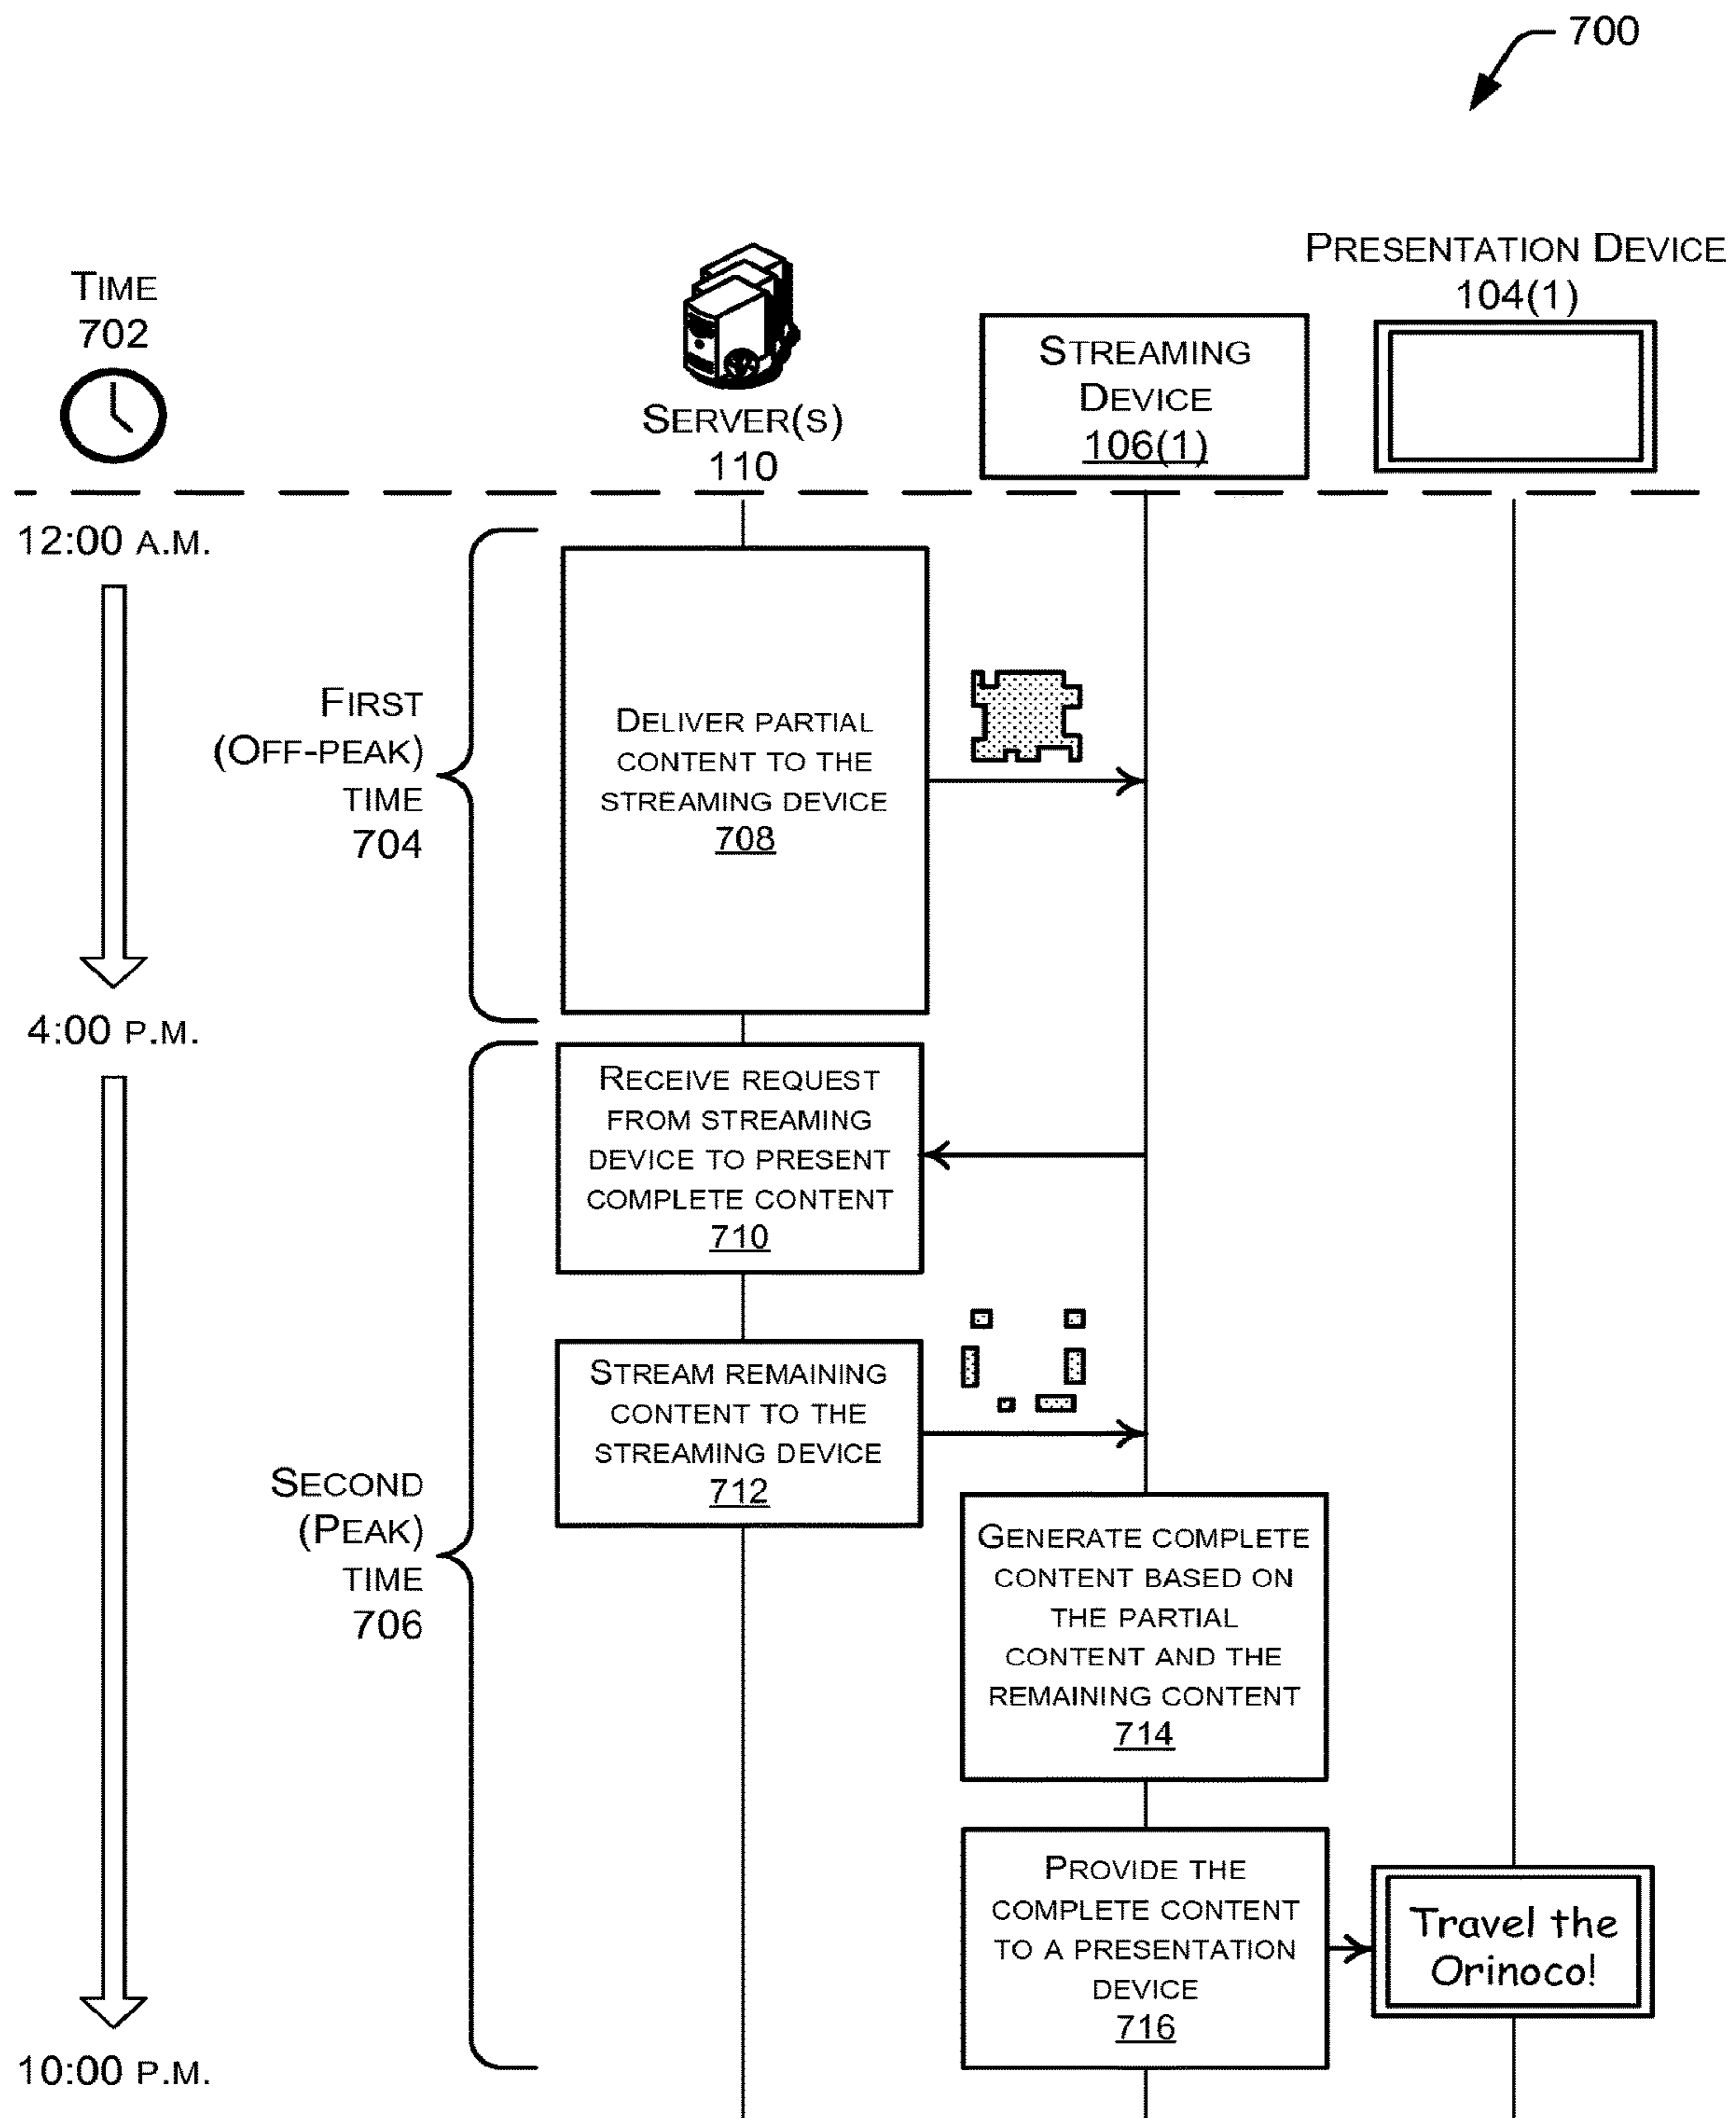 700
TIME
702
SERVER(S)
110
STREAMING
DEVICE
106(1)
PRESENTATION DEVICE
104(1)
12:00 A.M.
FIRST
(OFF-PEAK)
TIME
704
DELIVER PARTIAL
CONTENT TO THE
STREAMING DEVICE
708
4:00 P.M.
RECEIVE REQUEST
FROM STREAMING
DEVICE TO PRESENT
COMPLETE CONTENT
710
STREAM REMAINING
CONTENT TO THE
STREAMING DEVICE
712
SECOND
(PEAK)
TIME
706
GENERATE COMPLETE
CONTENT BASED ON
THE PARTIAL
CONTENT AND THE
REMAINING CONTENT
714
PROVIDE THE
COMPLETE CONTENT
TO A PRESENTATION
DEVICE
716
Travel the
Orinoco!
10:00 P.M.